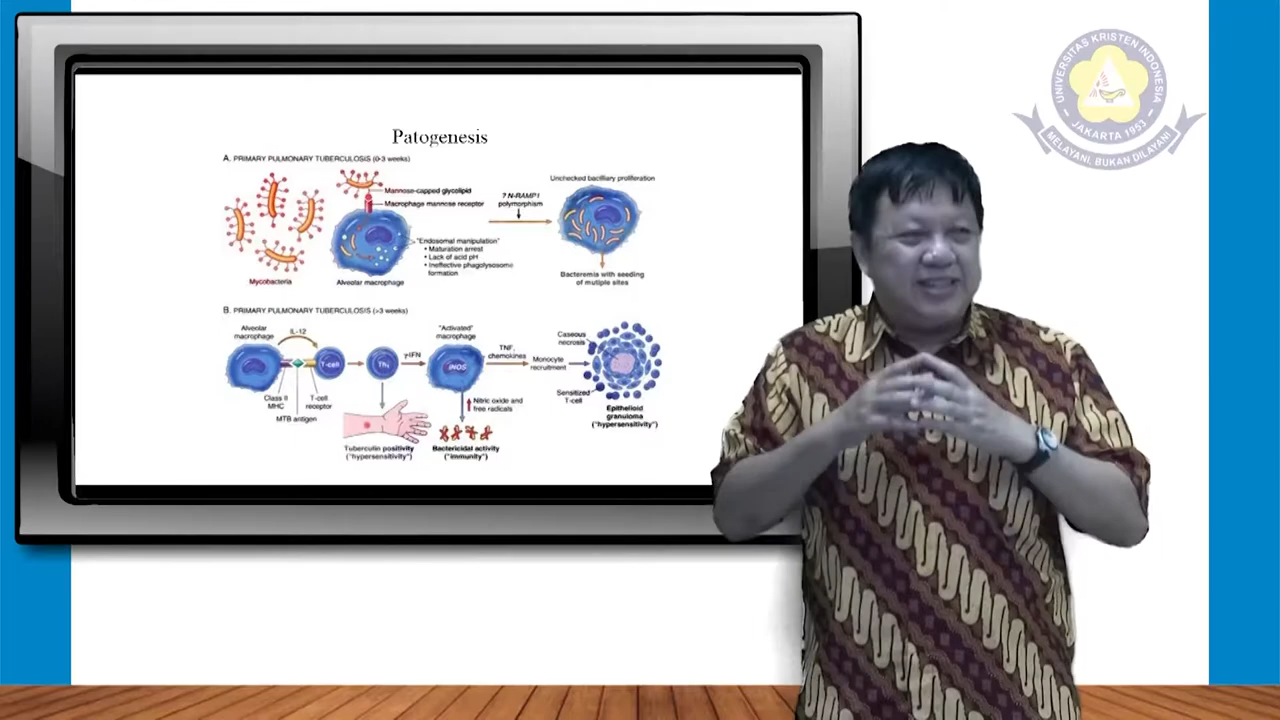 UNIVERSITAS KRISTEN INDONESIA
JAKARTA 1953
MELAYANI, BUKAN DILAYANI
Patogenesis
A. PRIMARY PULMONARY TUBERCULOSIS (0-3 weeks)
Mannose-capped glycolipid
Macrophage mannose receptor
"Endosomal manipulation"
• Maturation arrest
• Lack of acid pH
• Ineffective phagolysosome
formation
Mycobacteria
Alveolar macrophage
? N-RAMP1
polymorphism
Unchecked bacillary proliferation
Bacteremia with seeding
of mutiple sites
B. PRIMARY PULMONARY TUBERCULOSIS (>3 weeks)
Alveolar
macrophage
IL-12
T-cell
Class II
MHC
T-cell
receptor
MTB antigen
TH1
γ-IFN
"Activated"
macrophage
iNOS
Nitric oxide and
free radicals
Tuberculin positivity
("hypersensitivity")
Bactericidal activity
("immunity")
TNF,
chemokines
Monocyte
recruitment
Caseous
necrosis
Sensitized
T-cell
Epithelioid
granuloma
("hypersensitivity")